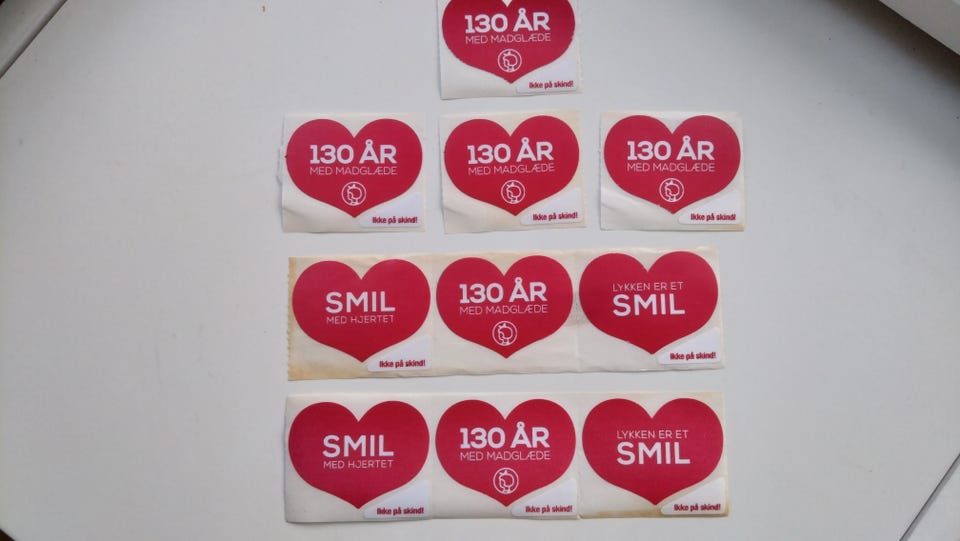 130 ÅR
MED MADGLÆDE
Ikke på skind!
130 ÅR
MED MADGLÆDE
Ikke på skind!
130 ÅR
MED MADGLÆDE
Ikke på skind!
130 ÅR
MED MADGLÆDE
Ikke på skind!
SMIL
MED HJERTET
Ikke på skind!
130 ÅR
MED MADGLÆDE
LYKKEN ER ET
SMIL
Ikke på skind!
SMIL
MED HJERTET
Ikke på skind!
130 ÅR
MED MADGLÆDE
Ikke på skind!
LYKKEN ER ET
SMIL
Ikke på skind!